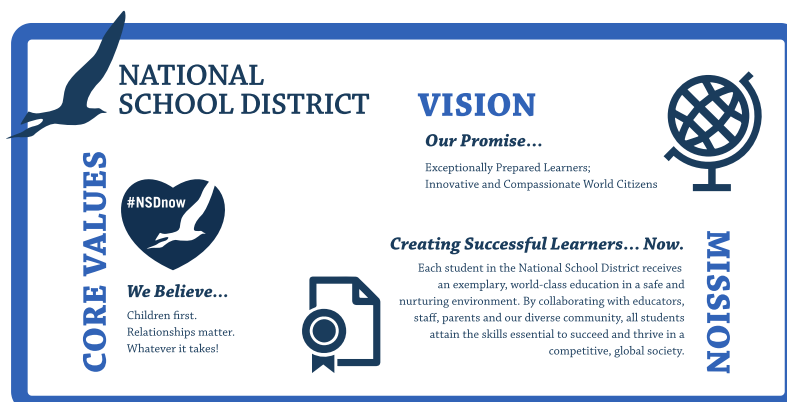 NATIONAL
SCHOOL DISTRICT
VISION
Our Promise...
Exceptionally Prepared Learners;
Innovative and Compassionate World Citizens
CORE VALUES
#NSDnow
We Believe...
Children first.
Relationships matter.
Whatever it takes!
MISSION
Creating Successful Learners... Now.
Each student in the National School District receives
an exemplary, world-class education in a safe and
nurturing environment. By collaborating with educators,
staff, parents and our diverse community, all students
attain the skills essential to succeed and thrive in a
competitive, global society.